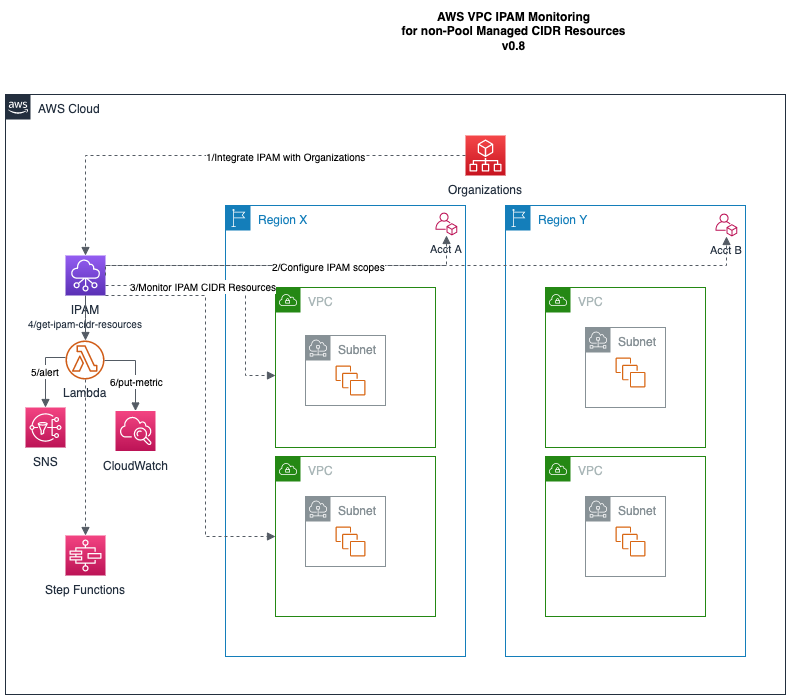 AWS VPC IPAM Monitoring
for non-Pool Managed CIDR Resources
v0.8
aws
AWS Cloud
1/Integrate IPAM with Organizations
Organizations
Region X
Acct A
Region Y
Acct B
2/Configure IPAM scopes
3/Monitor IPAM CIDR Resources
IPAM
4/get-ipam-cidr-resources
VPC
Subnet
VPC
Subnet
5/alert
6/put-metric
Lambda
SNS
CloudWatch
VPC
Subnet
VPC
Subnet
Step Functions